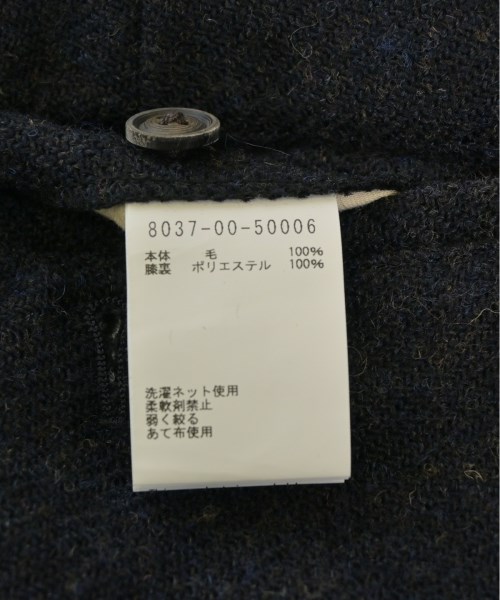 8037-00-50006
本体 毛 100%
膝裏 ポリエステル 100%
洗濯ネット使用
柔軟剤禁止
弱く絞る
あて布使用